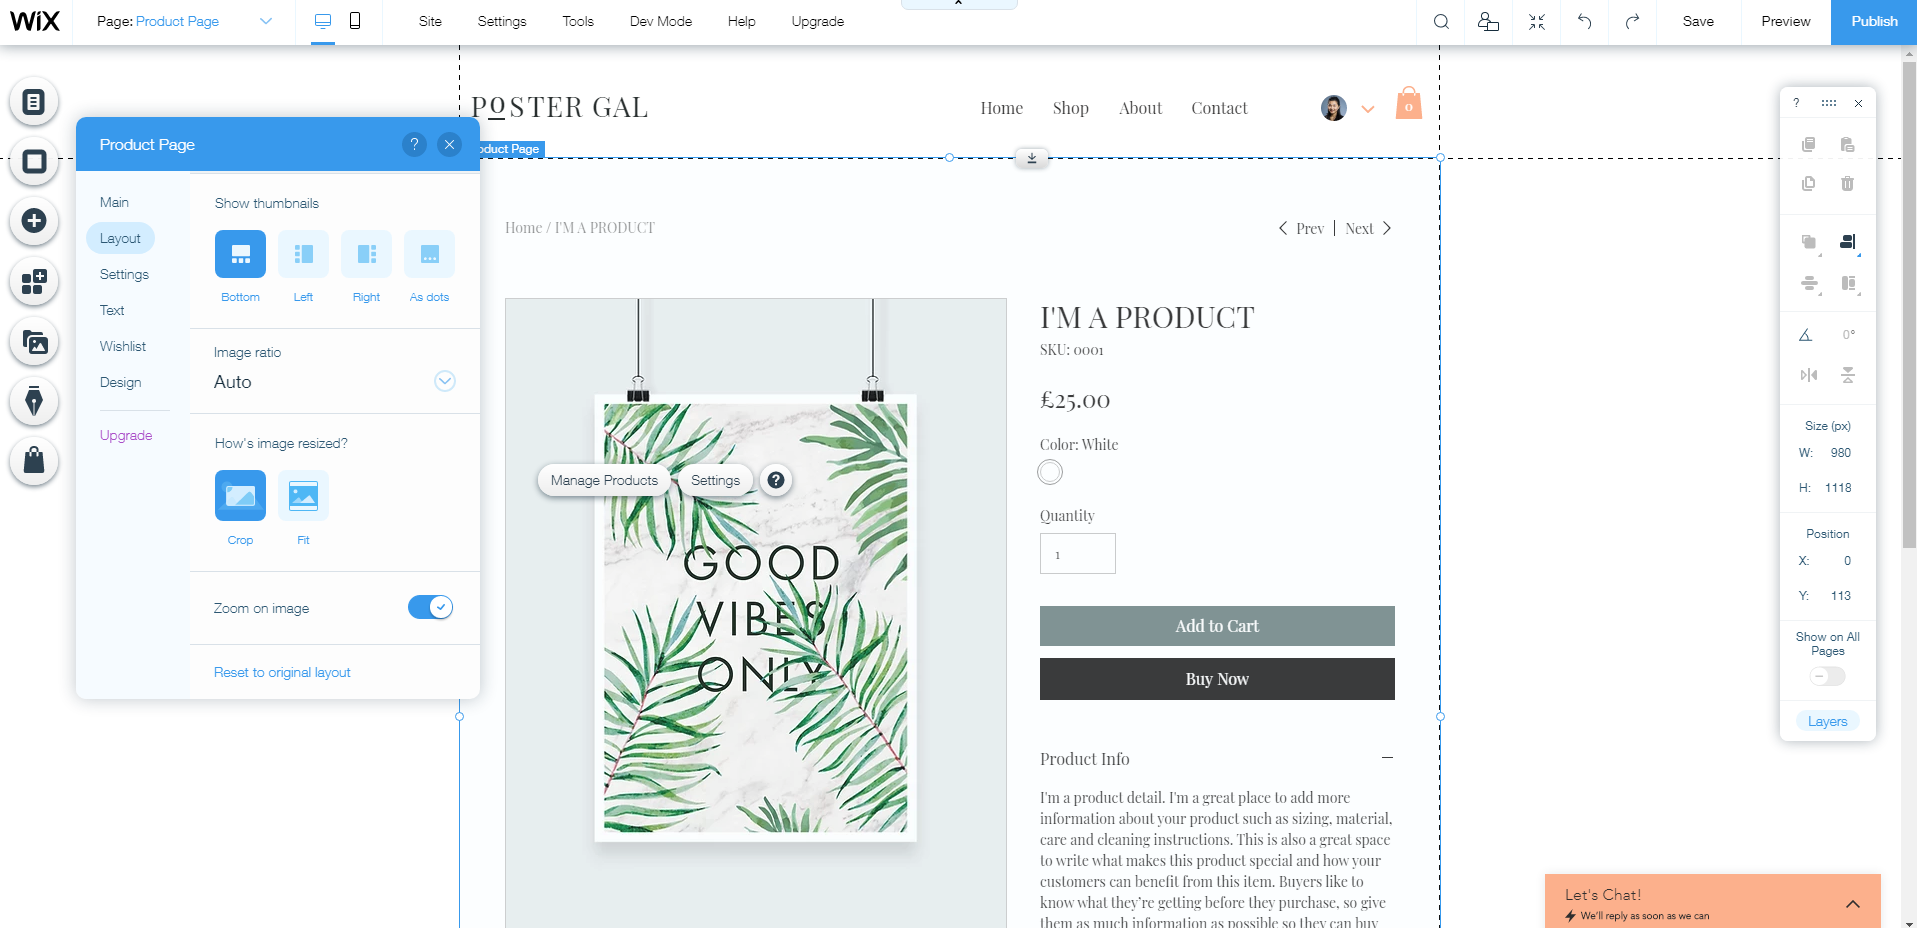 WiX
Page: Product Page
Site
Settings
Tools
Dev Mode
Help
Upgrade
Save
Preview
Publish
POSTER GAL
Home
Shop
About
Contact
0
Product Page
?
oduct Page
Main
Layout
Settings
Text
Wishlist
Design
Upgrade
Show thumbnails
Bottom
Left
Right
As dots
Image ratio
Auto
How's image resized?
Crop
Fit
Zoom on image
Reset to original layout
Home / I'M A PRODUCT
Prev
Next
Manage Products
Settings
?
GOOD
VIBES
ONLY
I'M A PRODUCT
SKU: 0001
£25.00
Color: White
Quantity
1
Add to Cart
Buy Now
Product Info
I'm a product detail. I'm a great place to add more
information about your product such as sizing, material,
care and cleaning instructions. This is also a great space
to write what makes this product special and how your
customers can benefit from this item. Buyers like to
know what they're getting before they purchase, so give
them as much information as possible so they can buy
?
0°
Size (px)
W: 980
H: 1118
Position
X: 0
Y: 113
Show on All
Pages
Layers
Let's Chat!
We'll reply as soon as we can